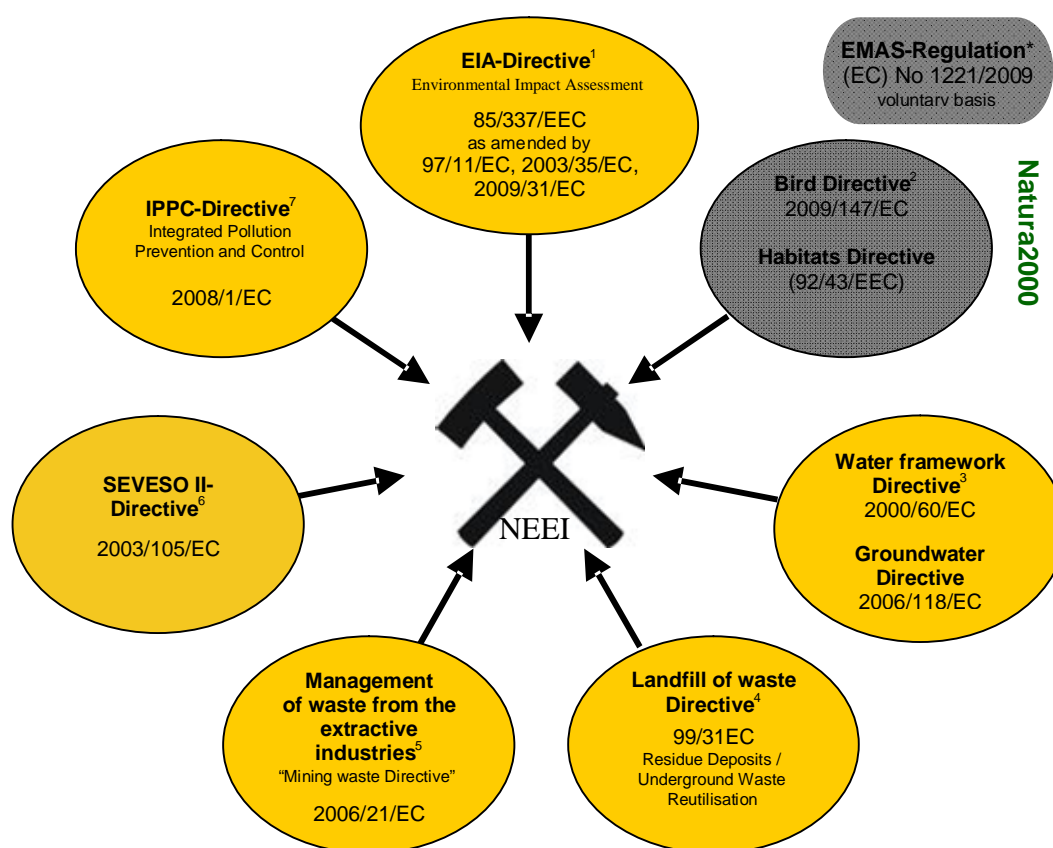 EIA-Directive¹
Environmental Impact Assessment
85/337/EEC
as amended by
97/11/EC, 2003/35/EC,
2009/31/EC
EMAS-Regulation*
(EC) No 1221/2009
voluntary basis
Bird Directive²
2009/147/EC
Habitats Directive
(92/43/EEC)
Natura2000
IPPC-Directive⁷
Integrated Pollution
Prevention and Control
2008/1/EC
SEVESO II-
Directive⁶
2003/105/EC
NEEI
Water framework
Directive³
2000/60/EC
Groundwater
Directive
2006/118/EC
Management
of waste from the
extractive
industries⁵
“Mining waste Directive”
2006/21/EC
Landfill of waste
Directive⁴
99/31EC
Residue Deposits /
Underground Waste
Reutilisation